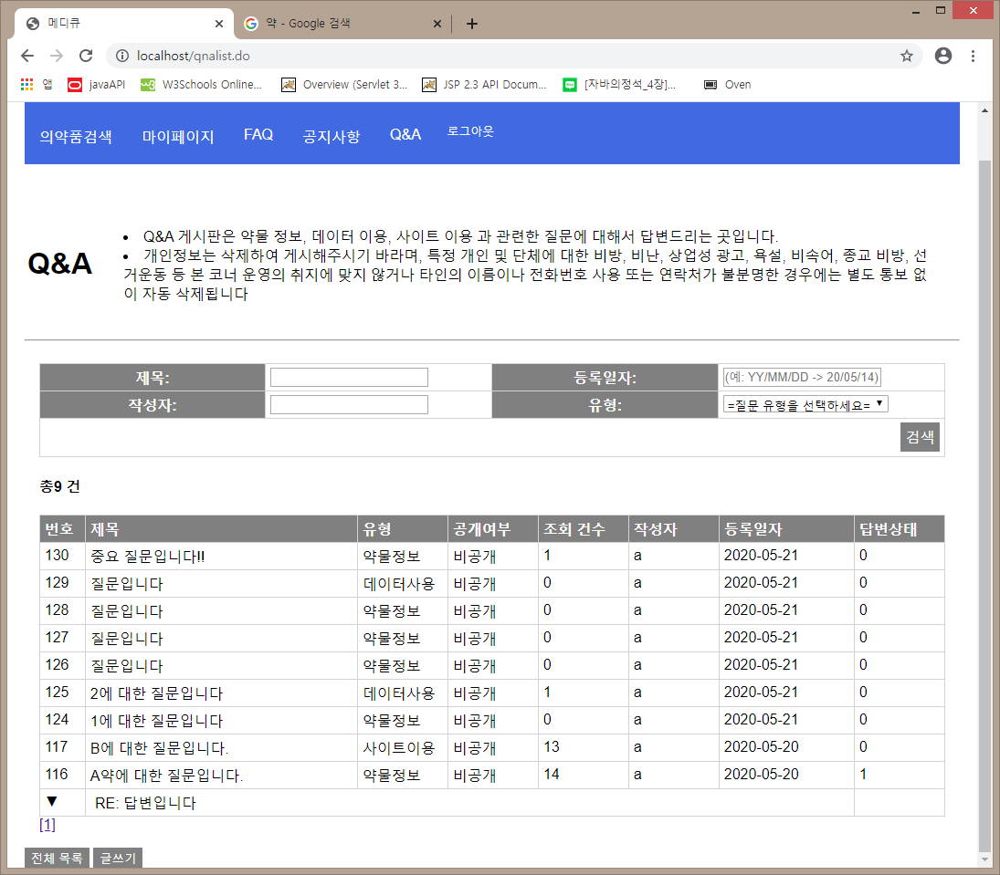 메디큐
약 - Google 검색
localhost/qnalist.do
앱 javaAPI W3Schools Online... Overview (Servlet 3... JSP 2.3 API Docum... [자바의정석_4장]... Oven
의약품검색 마이페이지 FAQ 공지사항 Q&A 로그아웃
Q&A
• Q&A 게시판은 약물 정보, 데이터 이용, 사이트 이용 과 관련한 질문에 대해서 답변드리는 곳입니다.
• 개인정보는 삭제하여 게시해주시기 바라며, 특정 개인 및 단체에 대한 비방, 비난, 상업성 광고, 욕설, 비속어, 종교 비방, 선
거운동 등 본 코너 운영의 취지에 맞지 않거나 타인의 이름이나 전화번호 사용 또는 연락처가 불분명한 경우에는 별도 통보 없
이 자동 삭제됩니다
제목: 등록일자: (예: YY/MM/DD -> 20/05/14)
작성자: 유형: =질문 유형을 선택하세요=
검색
총9 건
번호 제목 유형 공개여부 조회 건수 작성자 등록일자 답변상태
130 중요 질문입니다!! 약물정보 비공개 1 a 2020-05-21 0
129 질문입니다 데이터사용 비공개 0 a 2020-05-21 0
128 질문입니다 약물정보 비공개 0 a 2020-05-21 0
127 질문입니다 약물정보 비공개 0 a 2020-05-21 0
126 질문입니다 약물정보 비공개 0 a 2020-05-21 0
125 2에 대한 질문입니다 데이터사용 비공개 1 a 2020-05-21 0
124 1에 대한 질문입니다 약물정보 비공개 0 a 2020-05-21 0
117 B에 대한 질문입니다. 사이트이용 비공개 13 a 2020-05-20 0
116 A약에 대한 질문입니다. 약물정보 비공개 14 a 2020-05-20 1
▼ RE: 답변입니다
[1]
전체 목록 글쓰기